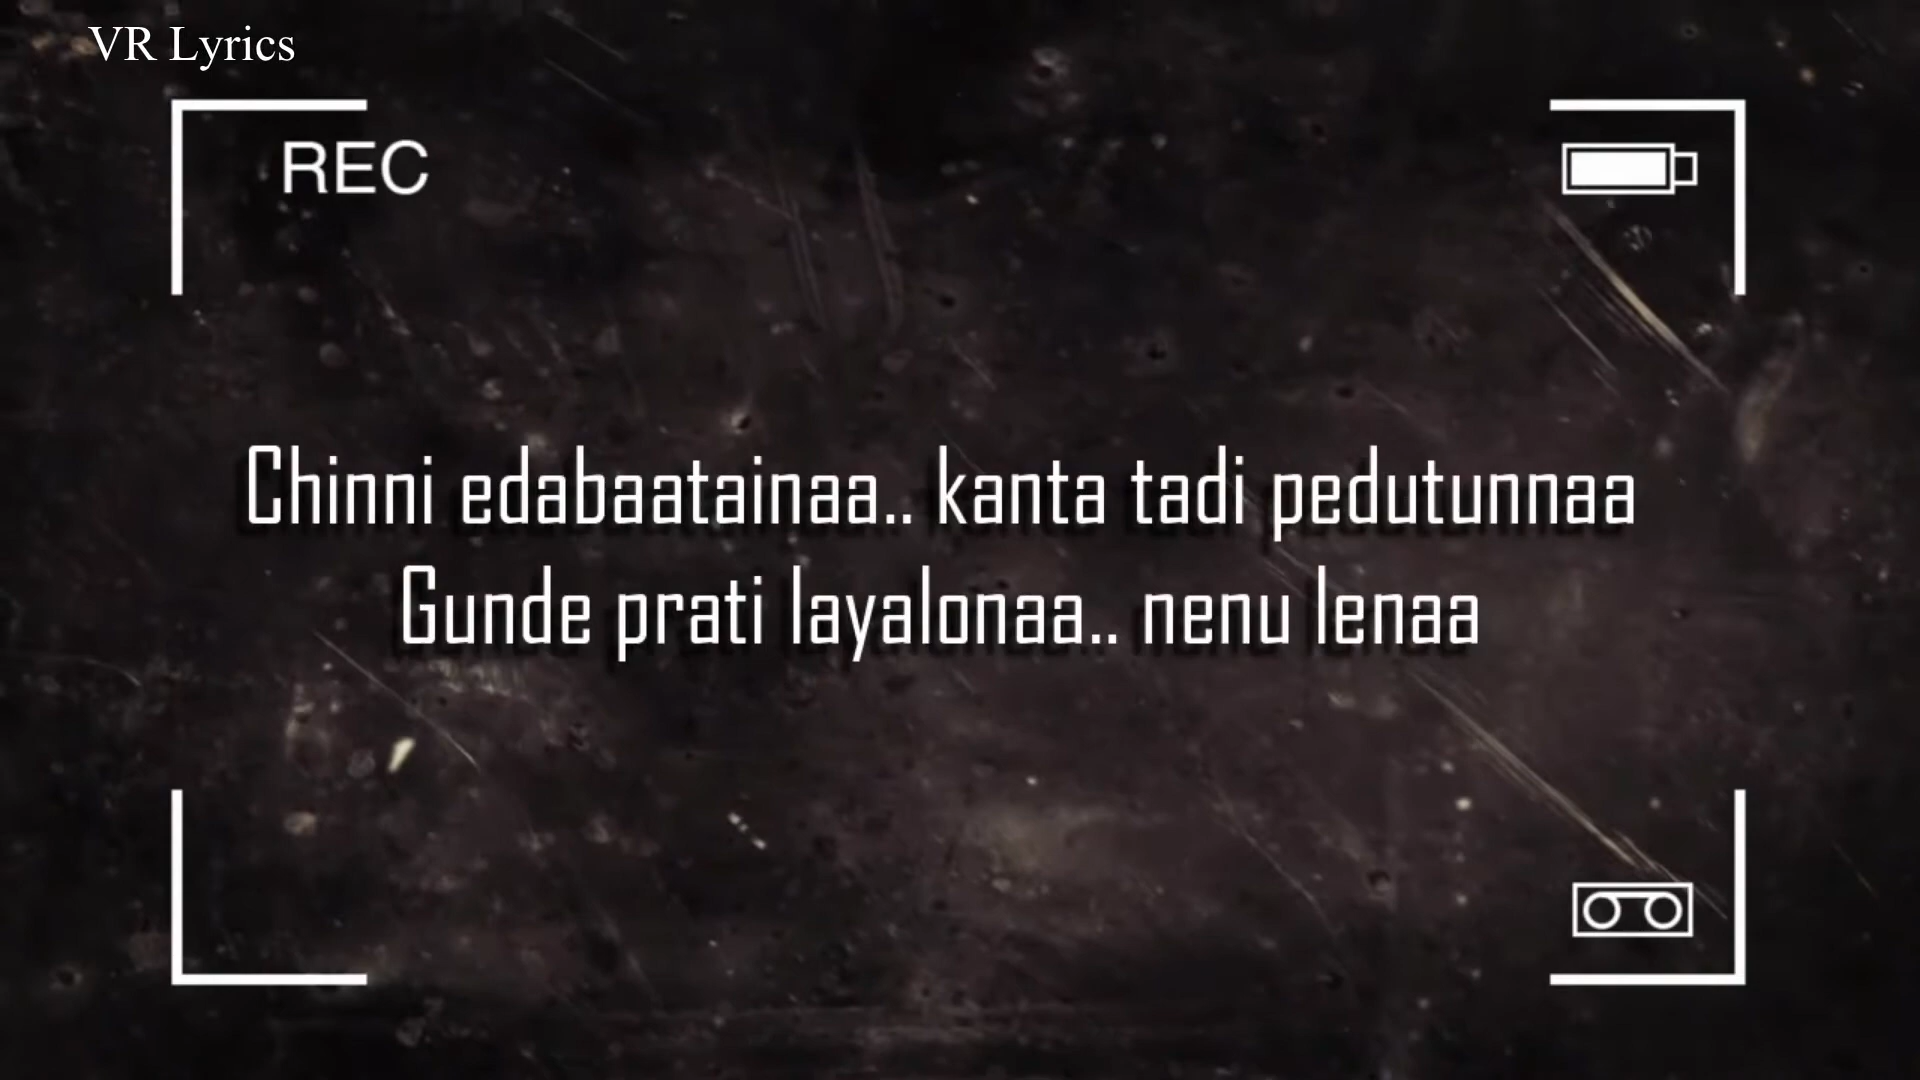 VR Lyrics
REC
Chinni edabaatainaa.. kanta tadi pedutunnaa
Gunde prati layalonaa.. nenu lenaa